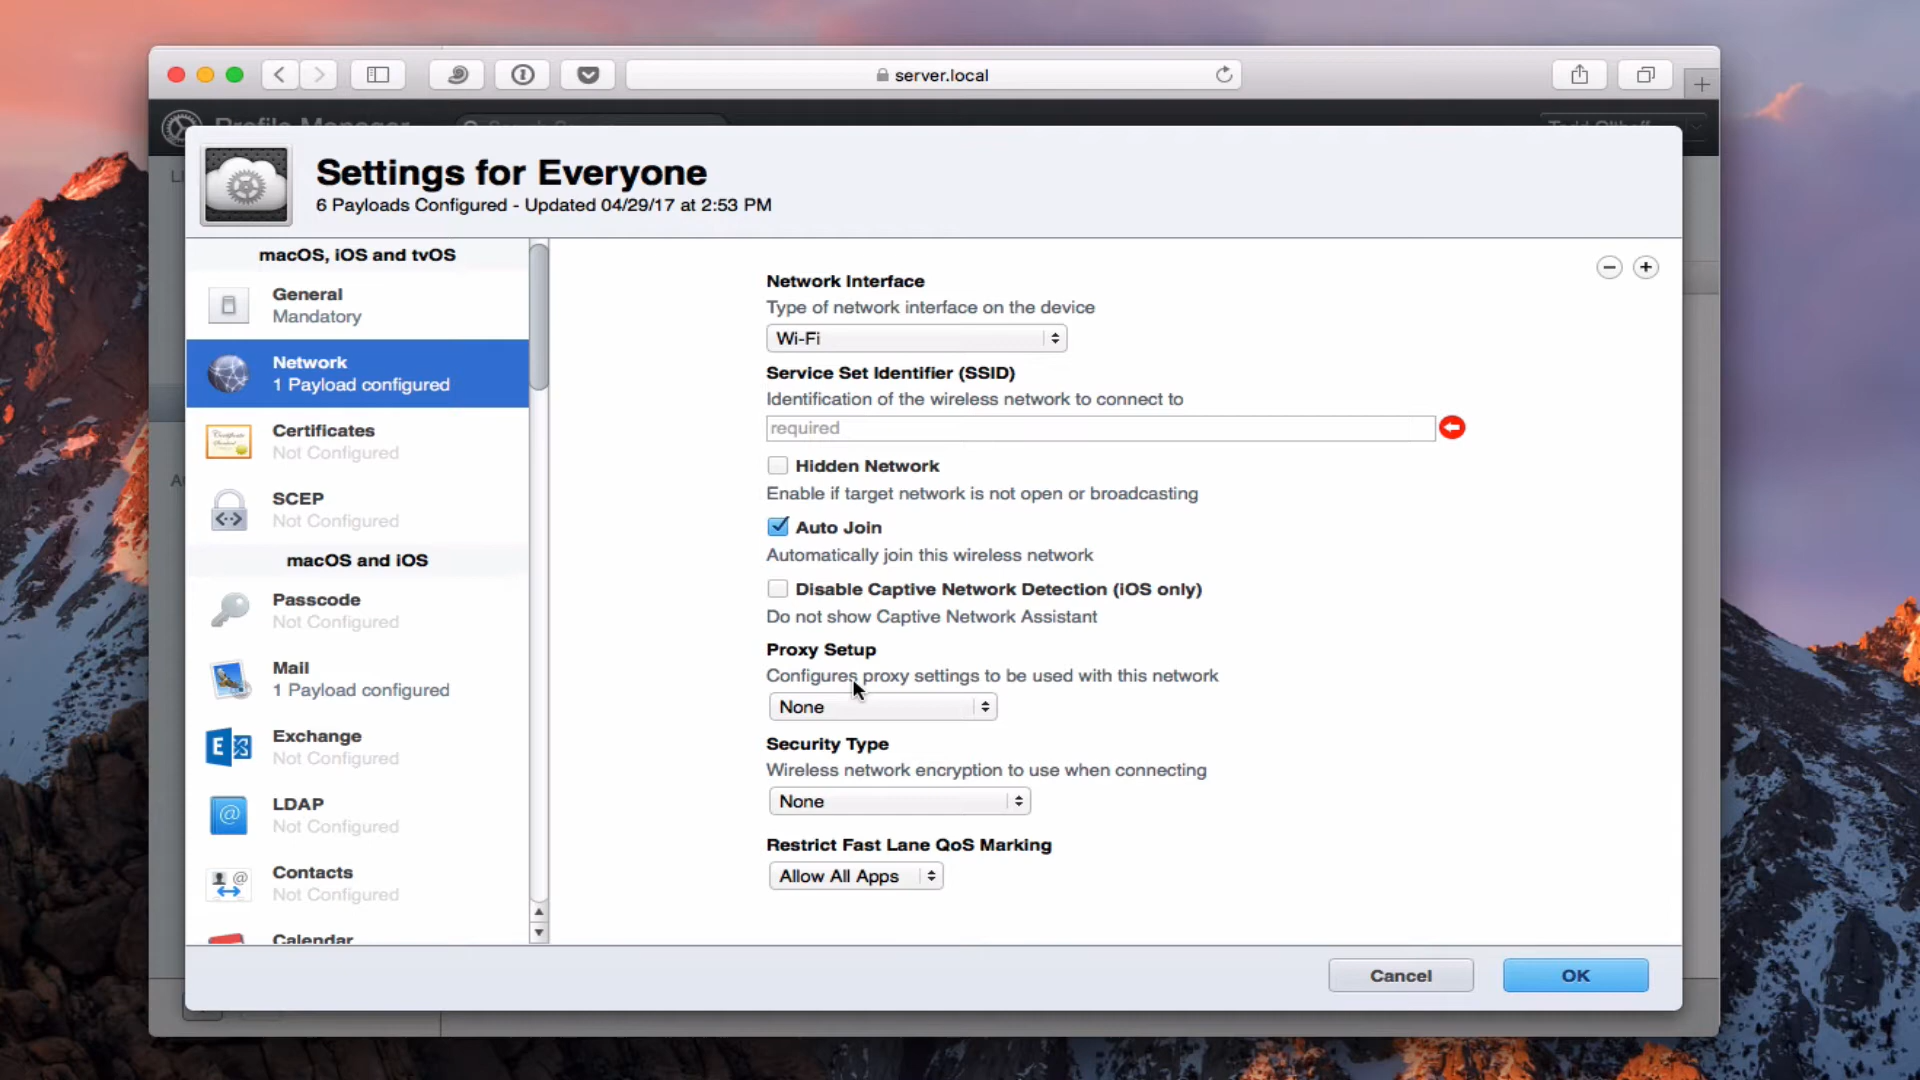 server.local
Profile Manager
Settings for Everyone
6 Payloads Configured - Updated 04/29/17 at 2:53 PM
macOS, iOS and tvOS
General
Mandatory
Network
1 Payload configured
Certificates
Not Configured
SCEP
Not Configured
macOS and iOS
Passcode
Not Configured
Mail
1 Payload configured
Exchange
Not Configured
LDAP
Not Configured
Contacts
Not Configured
Calendar
Network Interface
Type of network interface on the device
Wi-Fi
Service Set Identifier (SSID)
Identification of the wireless network to connect to
required
Hidden Network
Enable if target network is not open or broadcasting
Auto Join
Automatically join this wireless network
Disable Captive Network Detection (iOS only)
Do not show Captive Network Assistant
Proxy Setup
Configures proxy settings to be used with this network
None
Security Type
Wireless network encryption to use when connecting
None
Restrict Fast Lane QoS Marking
Allow All Apps
Cancel
OK